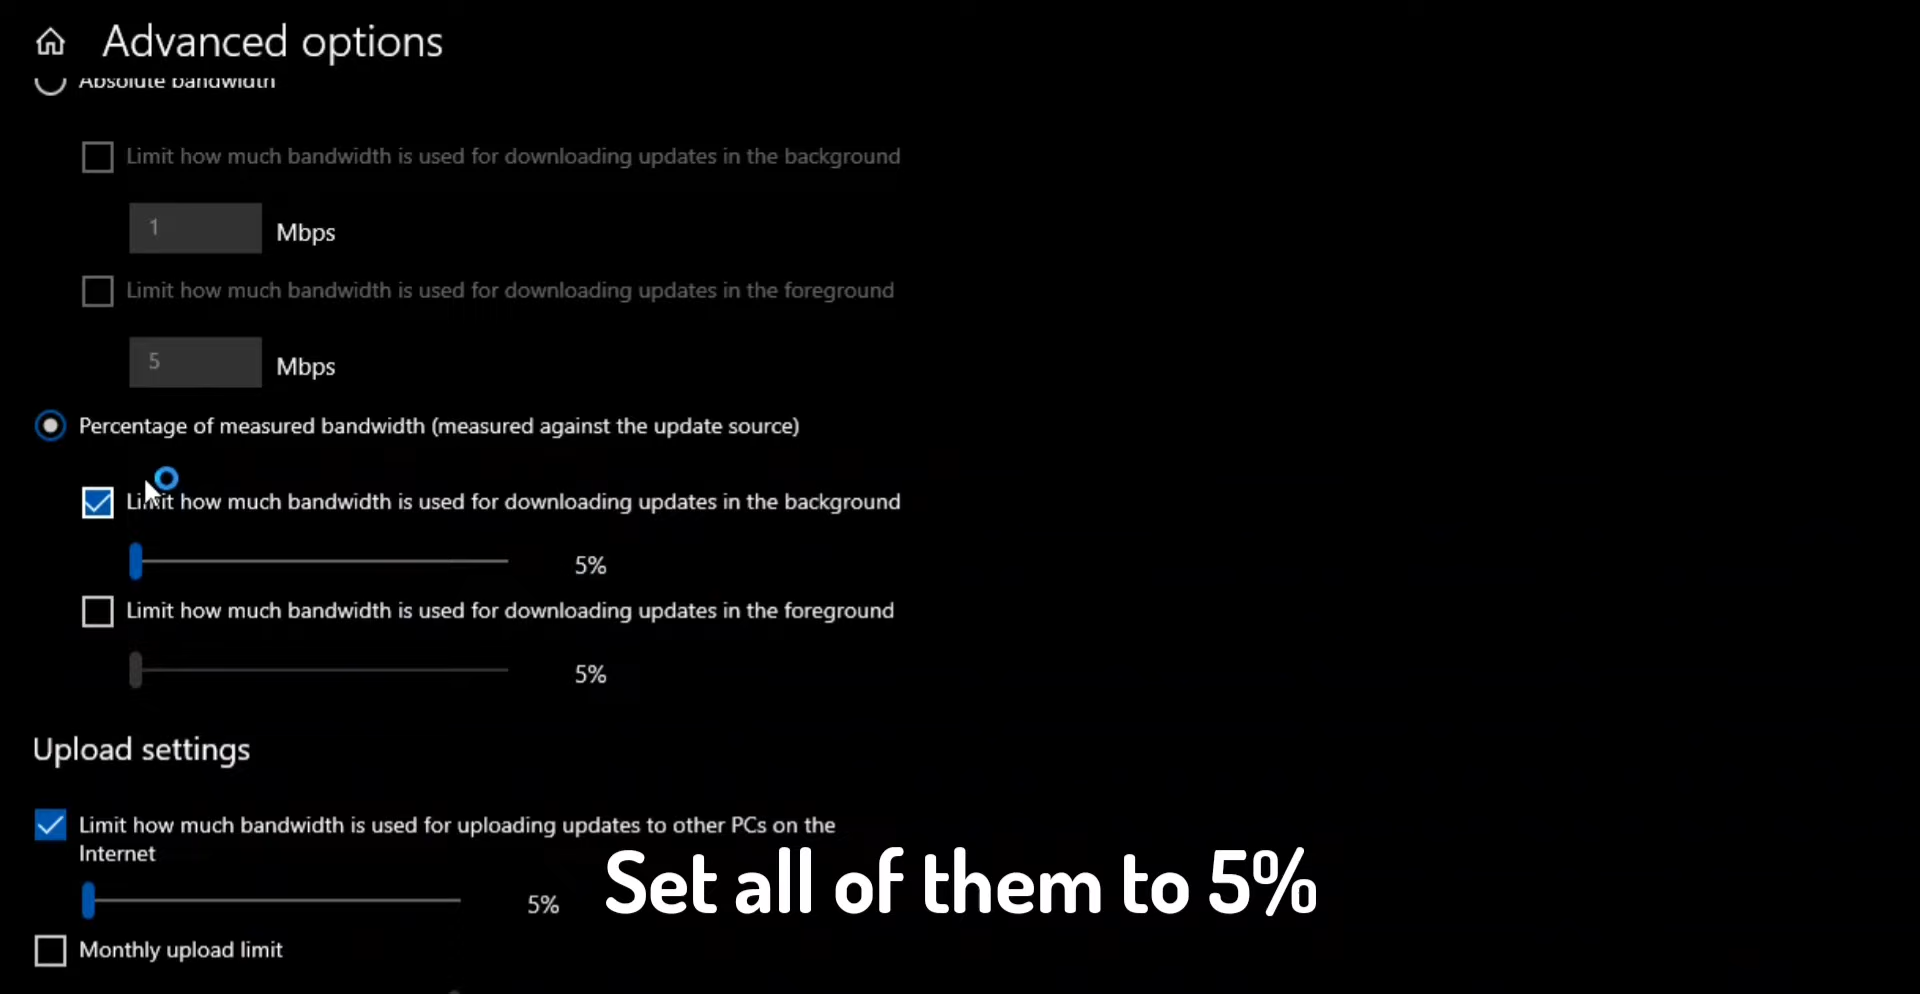 Advanced options
Absolute bandwidth
Limit how much bandwidth is used for downloading updates in the background
1
Mbps
Limit how much bandwidth is used for downloading updates in the foreground
5
Mbps
Percentage of measured bandwidth (measured against the update source)
Limit how much bandwidth is used for downloading updates in the background
5%
Limit how much bandwidth is used for downloading updates in the foreground
5%
Upload settings
Limit how much bandwidth is used for uploading updates to other PCs on the
Internet
Set all of them to 5%
5%
Monthly upload limit